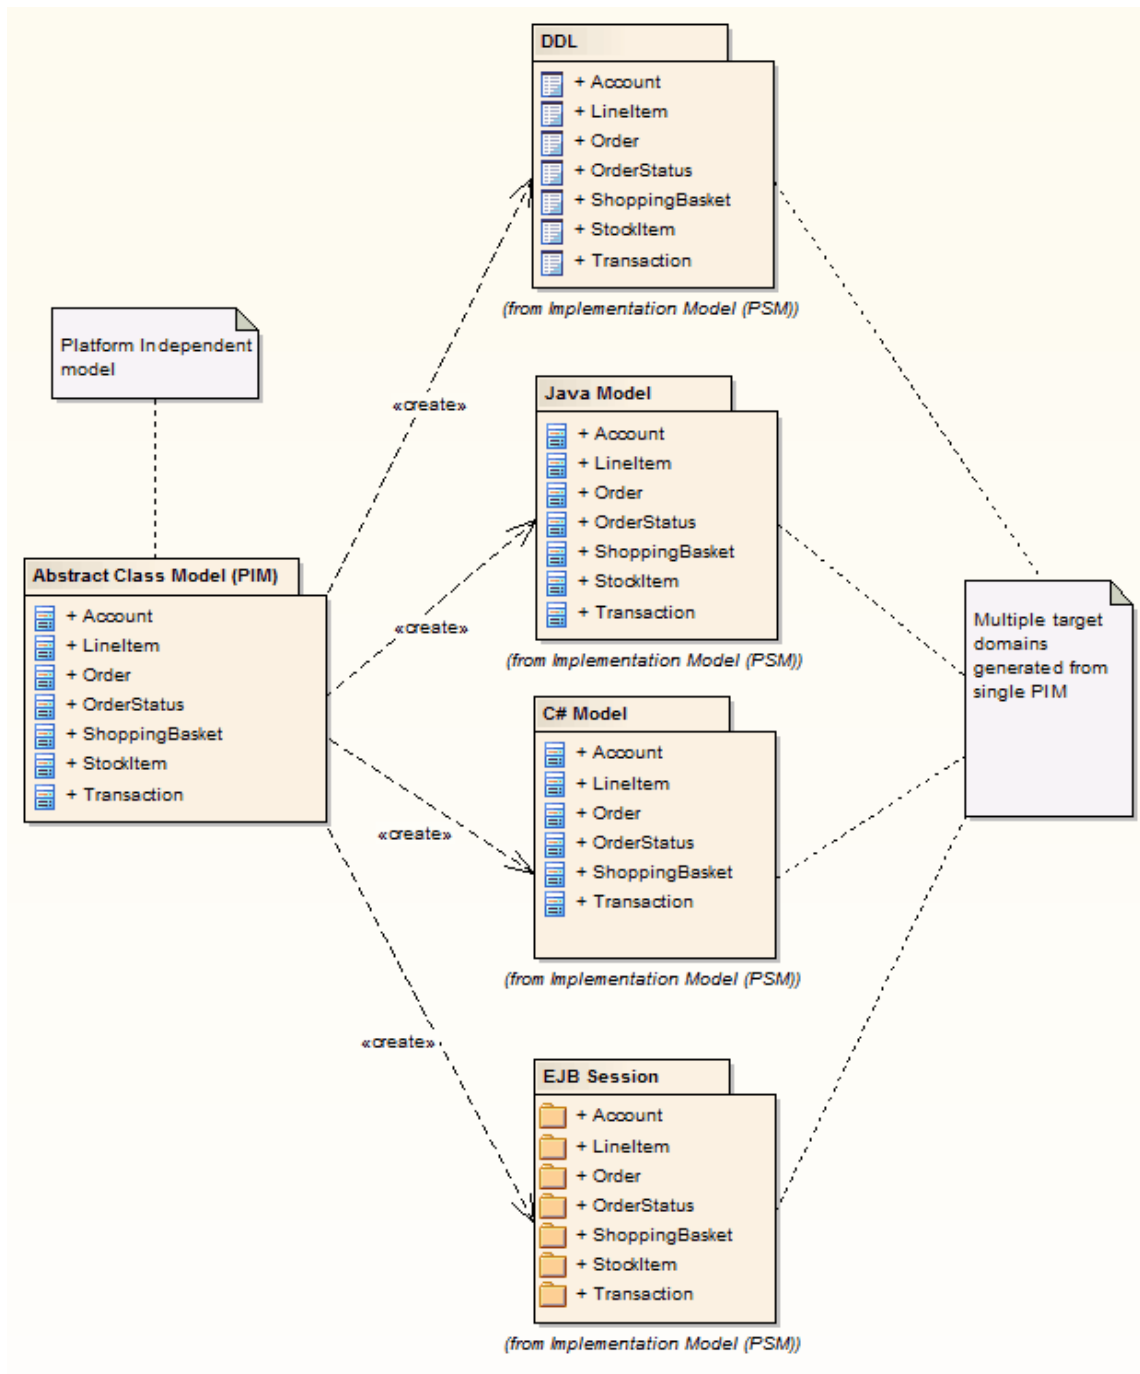 DDL
+ Account
+ LineItem
+ Order
+ OrderStatus
+ ShoppingBasket
+ StockItem
+ Transaction
(from Implementation Model (PSM))
Platform Independent
model
«create»
Java Model
+ Account
+ LineItem
+ Order
+ OrderStatus
+ ShoppingBasket
+ StockItem
+ Transaction
(from Implementation Model (PSM))
«create»
Abstract Class Model (PIM)
+ Account
+ LineItem
+ Order
+ OrderStatus
+ ShoppingBasket
+ StockItem
+ Transaction
Multiple target
domains
generated from
single PIM
C# Model
+ Account
+ LineItem
+ Order
+ OrderStatus
+ ShoppingBasket
+ Transaction
(from Implementation Model (PSM))
«create»
«create»
EJB Session
+ Account
+ LineItem
+ Order
+ OrderStatus
+ ShoppingBasket
+ StockItem
+ Transaction
(from Implementation Model (PSM))